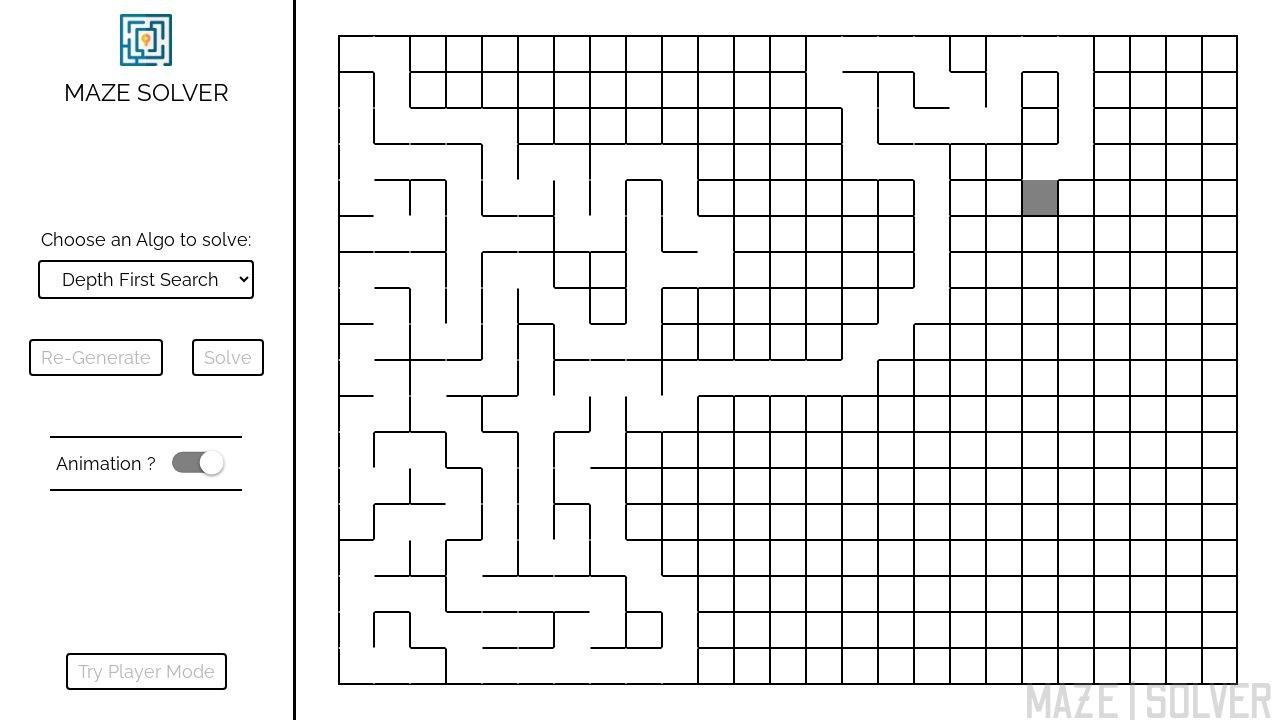 MAZE SOLVER
Choose an Algo to solve:
Depth First Search
Re-Generate
Solve
Animation ?
Try Player Mode
MAZE | SOLVER